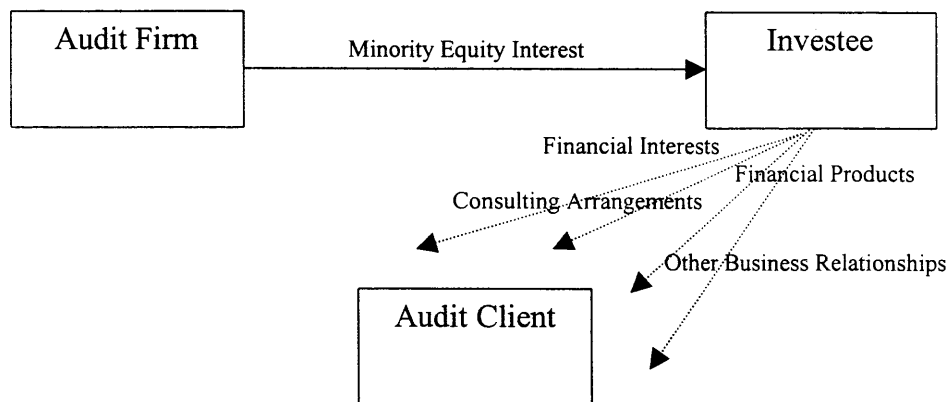 Audit Firm
Minority Equity Interest
Investee
Financial Interests
Financial Products
Consulting Arrangements
Other Business Relationships
Audit Client